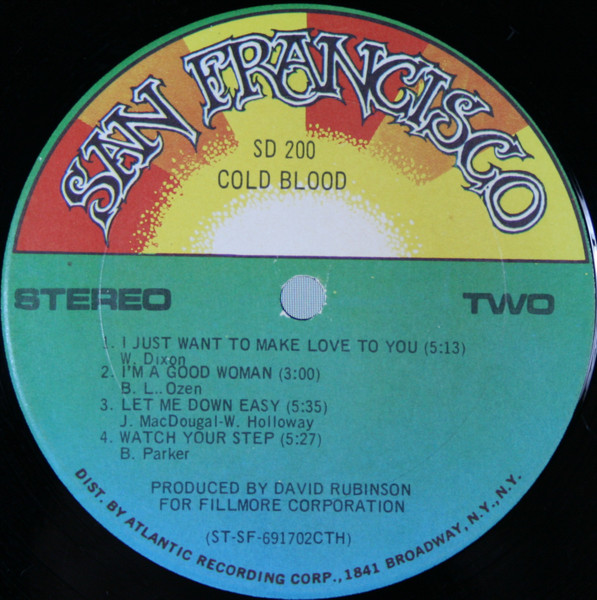 SAN FRANCISCO
SD 200
COLD BLOOD
STEREO
TWO
1. I JUST WANT TO MAKE LOVE TO YOU (5:13)
W. Dixon
2. I'M A GOOD WOMAN (3:00)
B. L.. Ozen
3. LET ME DOWN EASY (5:35)
J. MacDougal-W. Holloway
4. WATCH YOUR STEP (5:27)
B. Parker
PRODUCED BY DAVID RUBINSON
FOR FILLMORE CORPORATION
(ST-SF-691702CTH)
DIST. BY ATLANTIC RECORDING CORP., 1841 BROADWAY, N.Y., N.Y.